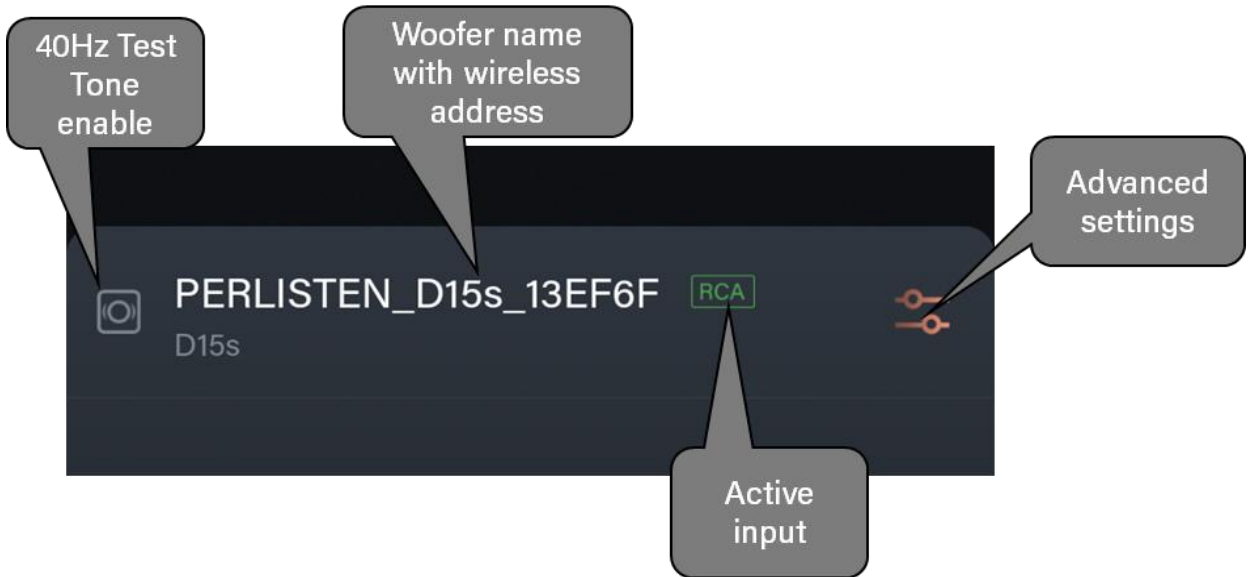 40Hz Test
Tone
enable
Woofer name
with wireless
address
Advanced
settings
PERLISTEN_D15s_13EF6F
RCA
D15s
Active
input